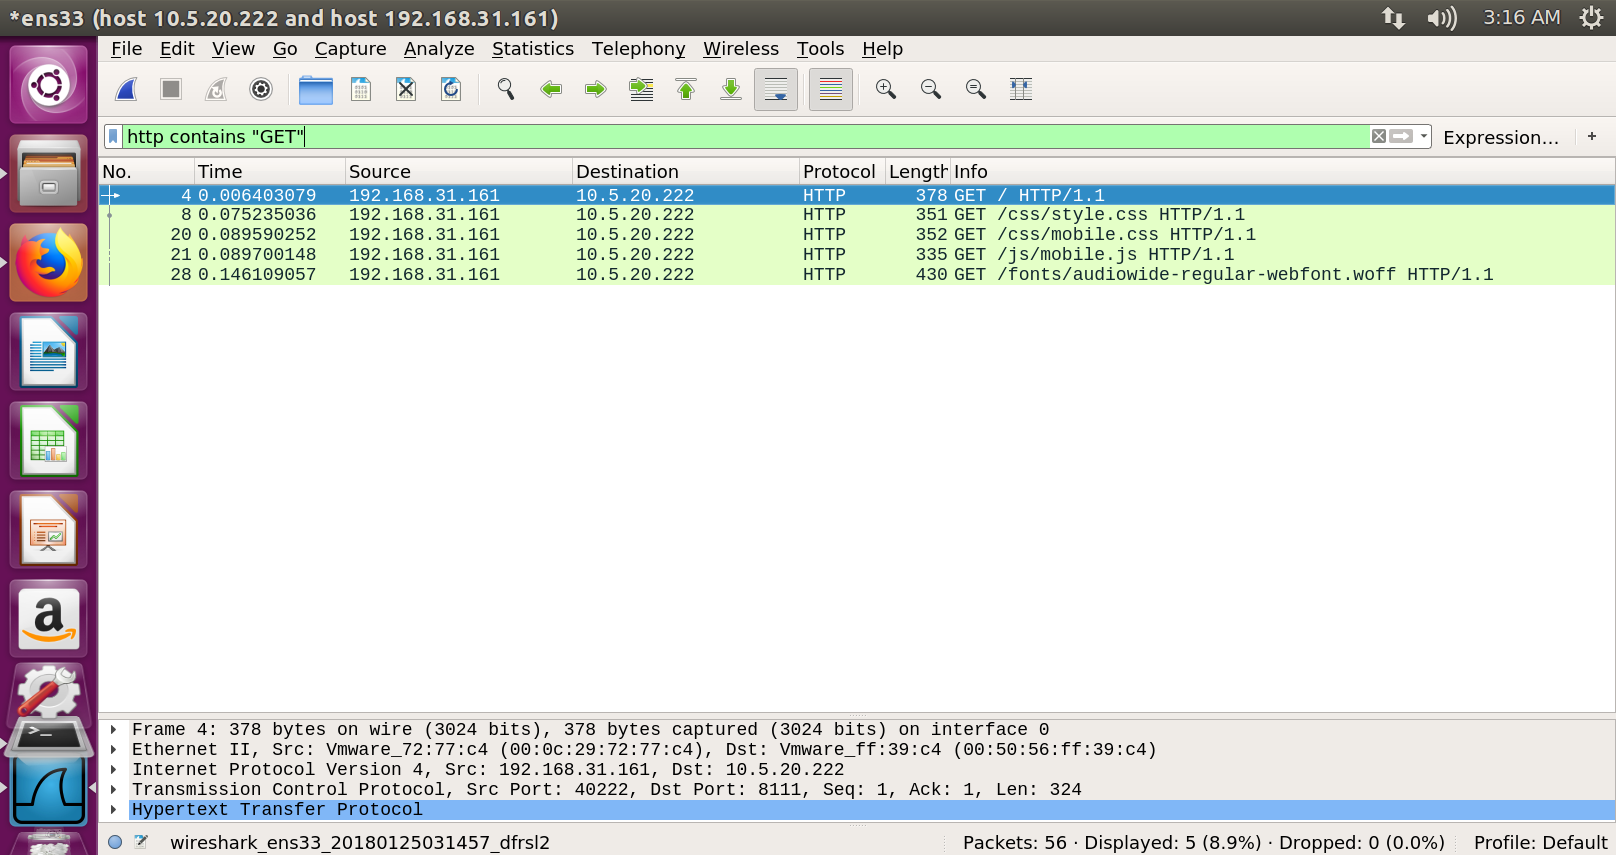 *ens33 (host 10.5.20.222 and host 192.168.31.161) 3:16 AM
File Edit View Go Capture Analyze Statistics Telephony Wireless Tools Help
http contains "GET" Expression… +
No. Time Source Destination Protocol Length Info
4 0.006403079 192.168.31.161 10.5.20.222 HTTP 378 GET / HTTP/1.1
8 0.075235036 192.168.31.161 10.5.20.222 HTTP 351 GET /css/style.css HTTP/1.1
20 0.089590252 192.168.31.161 10.5.20.222 HTTP 352 GET /css/mobile.css HTTP/1.1
21 0.089700148 192.168.31.161 10.5.20.222 HTTP 335 GET /js/mobile.js HTTP/1.1
28 0.146109057 192.168.31.161 10.5.20.222 HTTP 430 GET /fonts/audiowide-regular-webfont.woff HTTP/1.1
a
>_
Frame 4: 378 bytes on wire (3024 bits), 378 bytes captured (3024 bits) on interface 0
Ethernet II, Src: Vmware_72:77:c4 (00:0c:29:72:77:c4), Dst: Vmware_ff:39:c4 (00:50:56:ff:39:c4)
Internet Protocol Version 4, Src: 192.168.31.161, Dst: 10.5.20.222
Transmission Control Protocol, Src Port: 40222, Dst Port: 8111, Seq: 1, Ack: 1, Len: 324
Hypertext Transfer Protocol
wireshark_ens33_20180125031457_dfrsl2 Packets: 56 · Displayed: 5 (8.9%) · Dropped: 0 (0.0%) Profile: Default